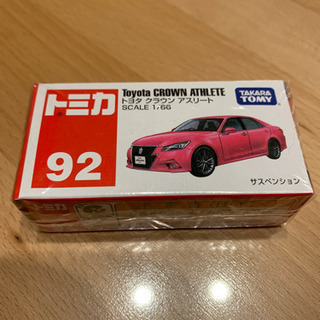 トミカ
92
Toyota CROWN ATHLETE
トヨタ クラウン アスリート
SCALE 1/66
TAKARA
TOMY
サスペンション